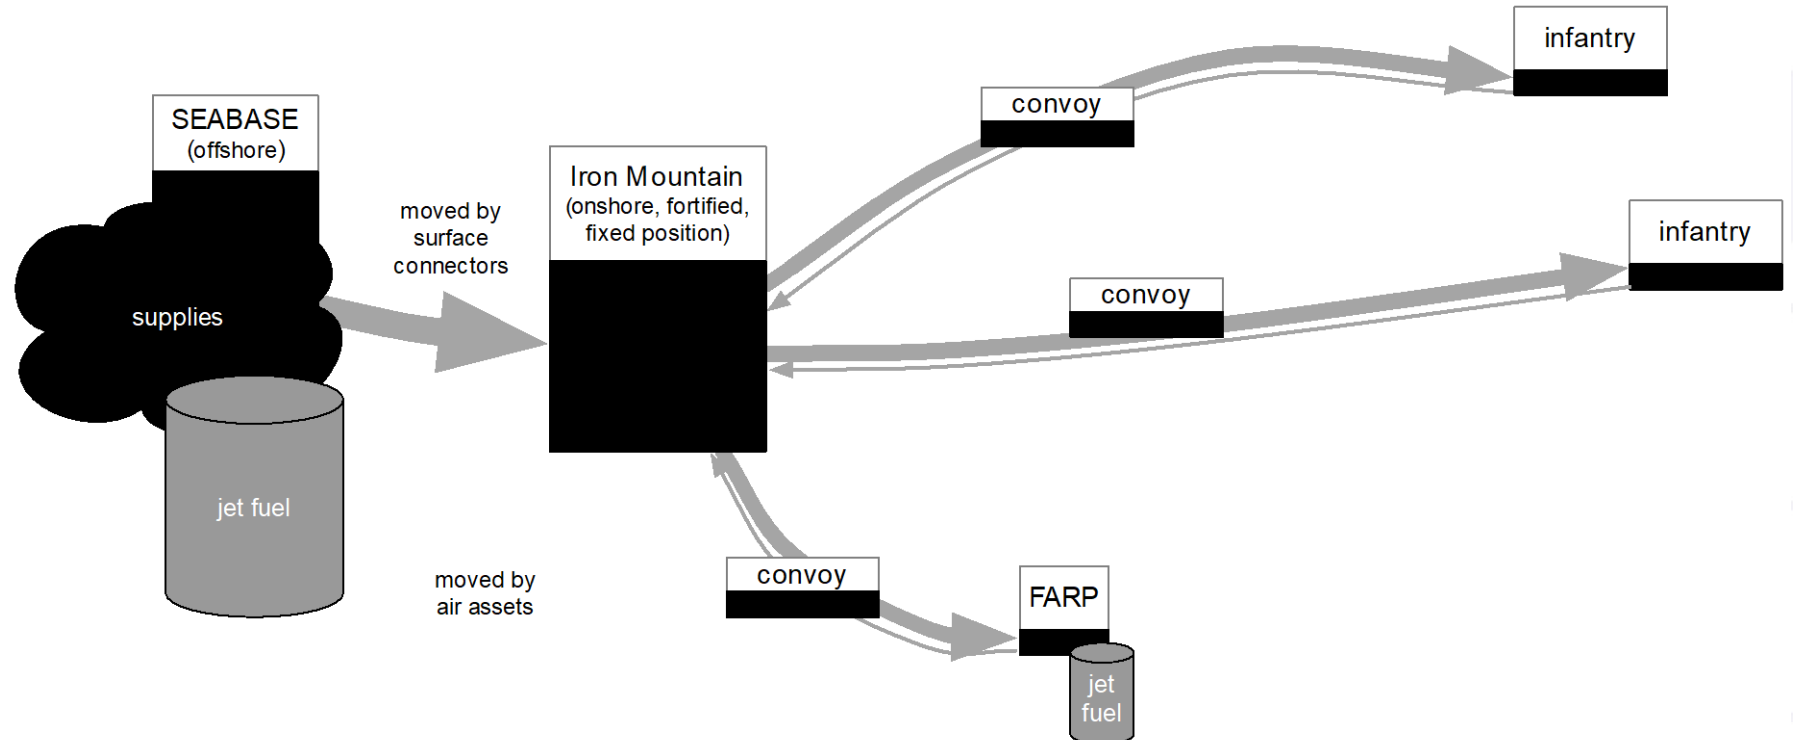 SEABASE
(offshore)
supplies
jet fuel
moved by
surface
connectors
moved by
air assets
Iron Mountain
(onshore, fortified,
fixed position)
convoy
infantry
convoy
infantry
convoy
FARP
jet
fuel